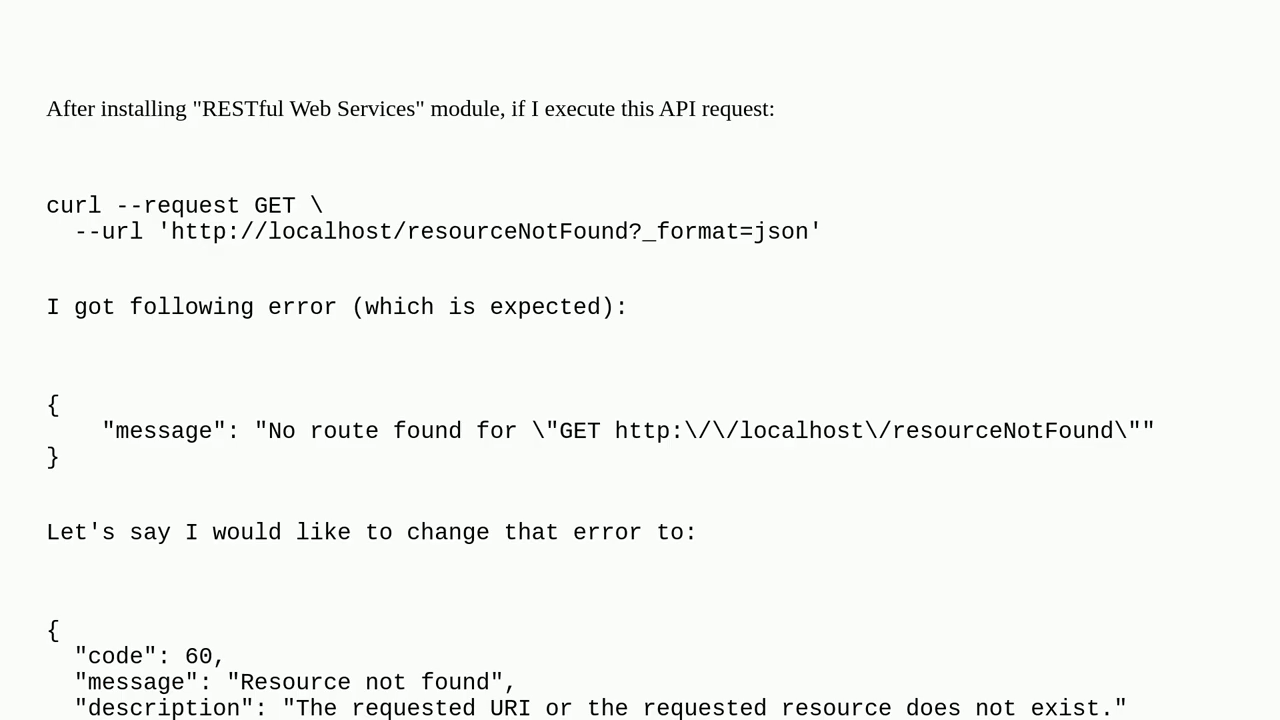 After installing "RESTful Web Services" module, if I execute this API request:
curl --request GET \
  --url 'http://localhost/resourceNotFound?_format=json'
I got following error (which is expected):
{
    "message": "No route found for \"GET http:\/\/localhost\/resourceNotFound\""
}
Let's say I would like to change that error to:
{
  "code": 60,
  "message": "Resource not found",
  "description": "The requested URI or the requested resource does not exist."